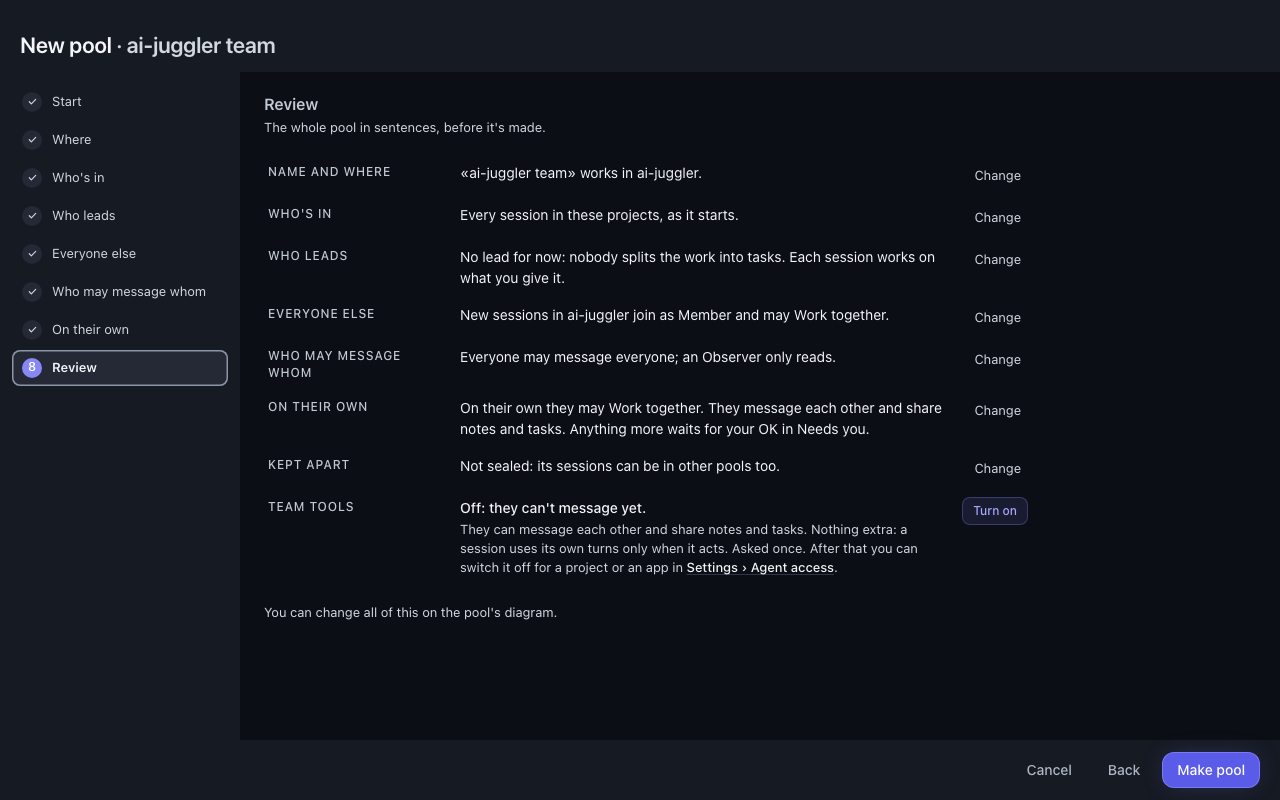 New pool · ai-juggler team
Start
Where
Who's in
Who leads
Everyone else
Who may message whom
On their own
8 Review
Review
The whole pool in sentences, before it's made.
NAME AND WHERE
«ai-juggler team» works in ai-juggler.
Change
WHO'S IN
Every session in these projects, as it starts.
Change
WHO LEADS
No lead for now: nobody splits the work into tasks. Each session works on
what you give it.
Change
EVERYONE ELSE
New sessions in ai-juggler join as Member and may Work together.
Change
WHO MAY MESSAGE
WHOM
Everyone may message everyone; an Observer only reads.
Change
ON THEIR OWN
On their own they may Work together. They message each other and share
notes and tasks. Anything more waits for your OK in Needs you.
Change
KEPT APART
Not sealed: its sessions can be in other pools too.
Change
TEAM TOOLS
Off: they can't message yet.
They can message each other and share notes and tasks. Nothing extra: a
session uses its own turns only when it acts. Asked once. After that you can
switch it off for a project or an app in Settings › Agent access.
Turn on
You can change all of this on the pool's diagram.
Cancel
Back
Make pool